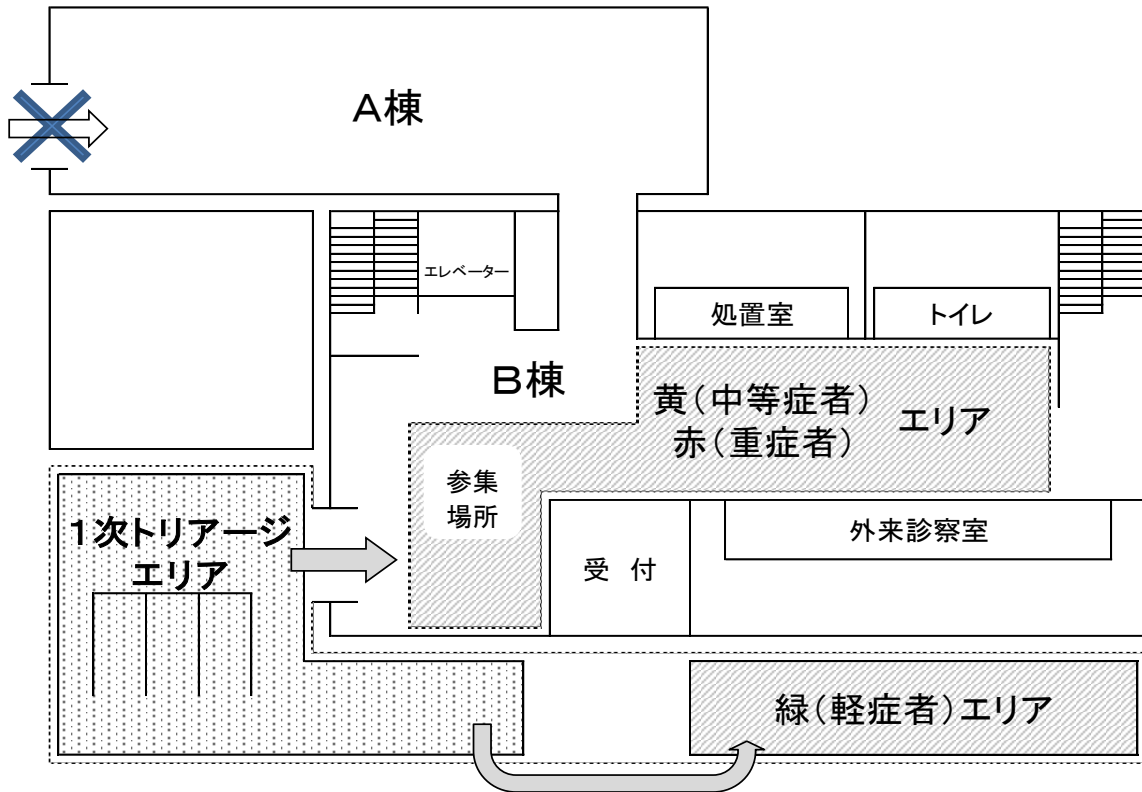 A棟
エレベーター
処置室
トイレ
B棟
黄(中等症者)
赤(重症者)
エリア
参集
場所
1次トリアージ
エリア
外来診察室
受 付
緑(軽症者)エリア